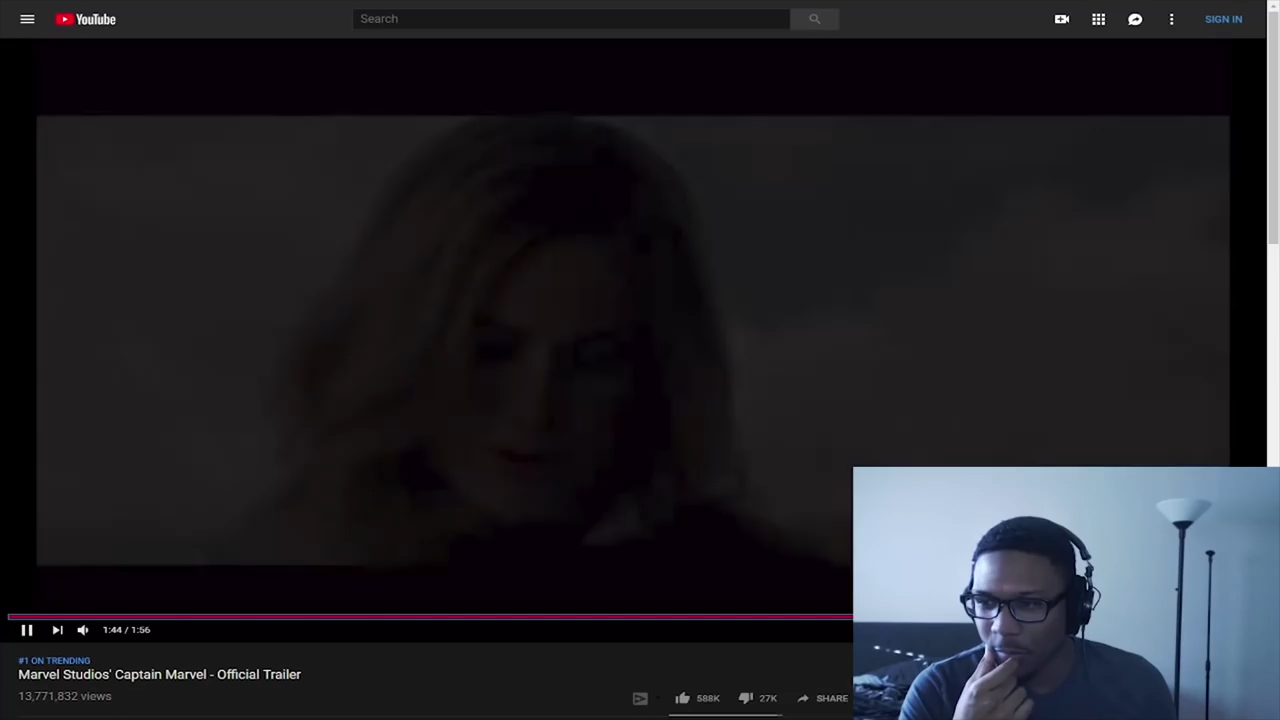 YouTube
Search
SIGN IN
1:44 / 1:56
#1 ON TRENDING
Marvel Studios' Captain Marvel - Official Trailer
13,771,832 views
588K
27K
SHARE